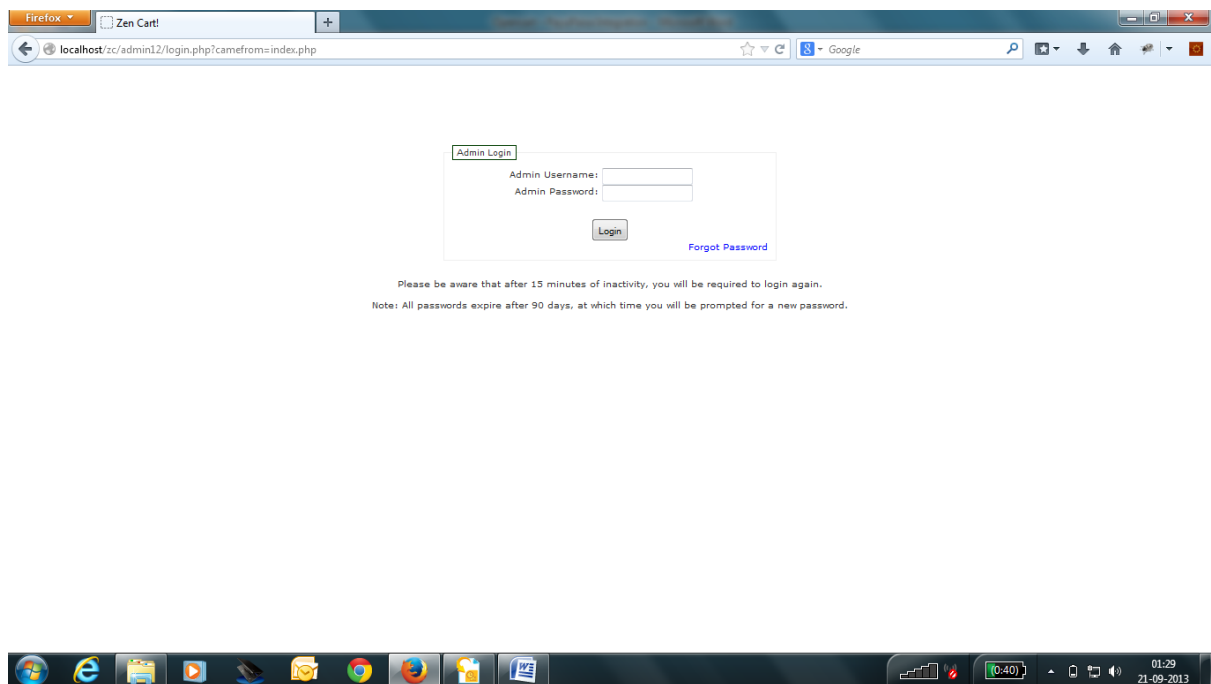 Firefox
Zen Cart!
localhost/zc/admin12/login.php?camefrom=index.php
Google
Admin Login
Admin Username:
Admin Password:
Login
Forgot Password
Please be aware that after 15 minutes of inactivity, you will be required to login again.
Note: All passwords expire after 90 days, at which time you will be prompted for a new password.
(0:40)
01:29
21-09-2013